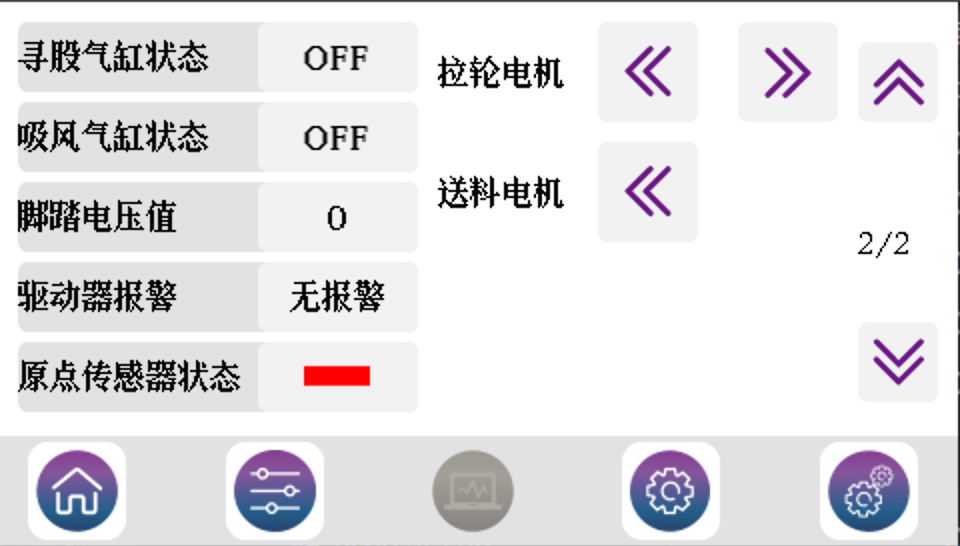 寻股气缸状态 OFF
吸风气缸状态 OFF
脚踏电压值 0
驱动器报警 无报警
原点传感器状态
拉轮电机
送料电机
2/2